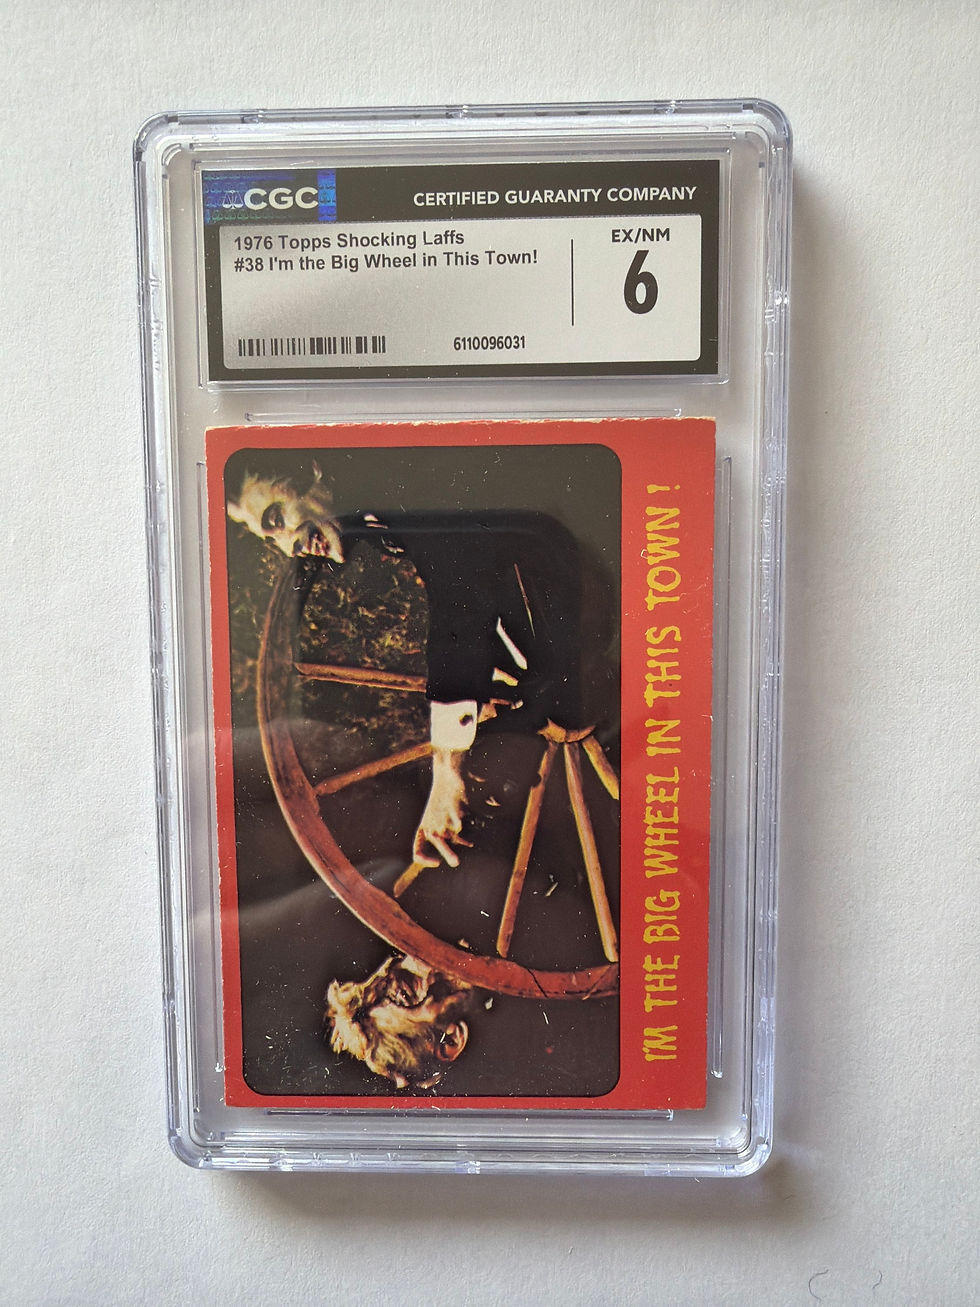 CGC
CERTIFIED GUARANTY COMPANY
1976 Topps Shocking Laffs
#38 I'm the Big Wheel in This Town!
EX/NM
6
6110096031
I'M THE BIG WHEEL IN THIS TOWN!